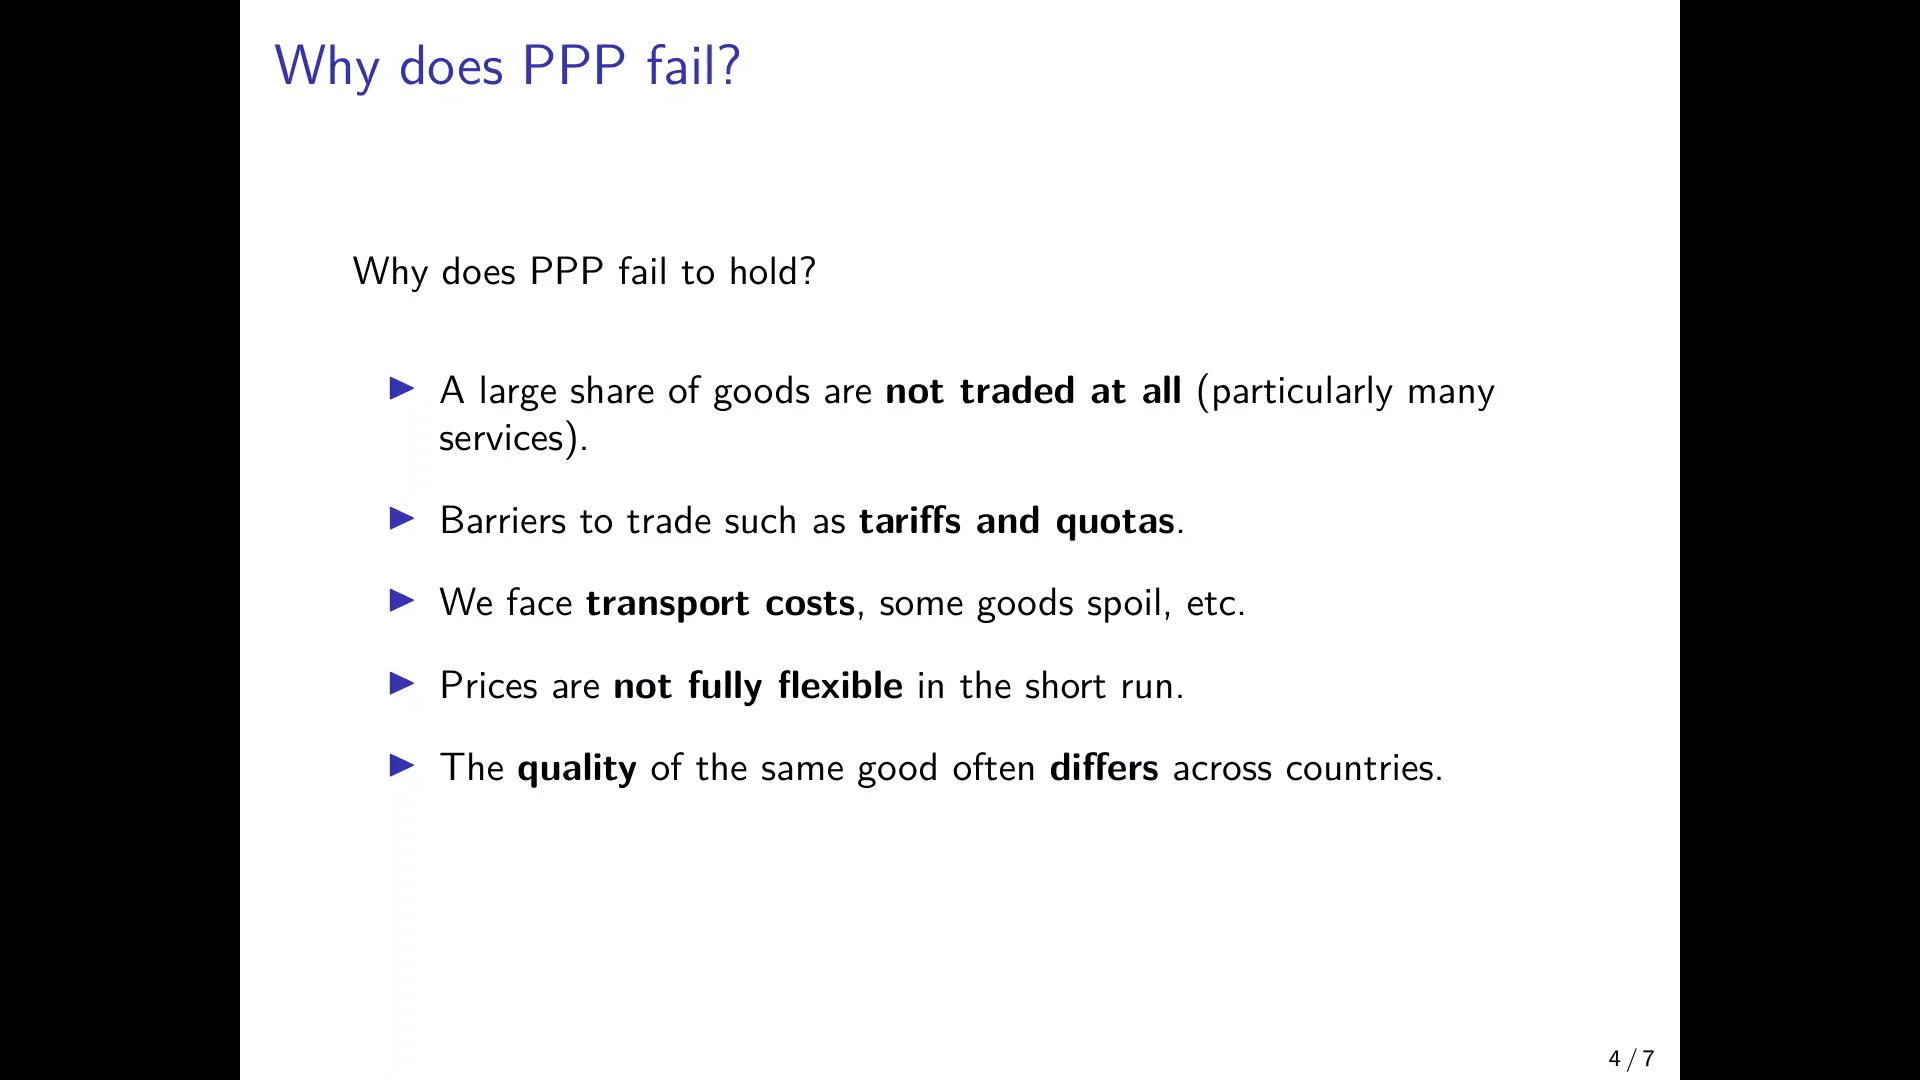 Why does PPP fail?
Why does PPP fail to hold?
A large share of goods are not traded at all (particularly many
services).
Barriers to trade such as tariffs and quotas.
We face transport costs, some goods spoil, etc.
Prices are not fully flexible in the short run.
The quality of the same good often differs across countries.
4 / 7